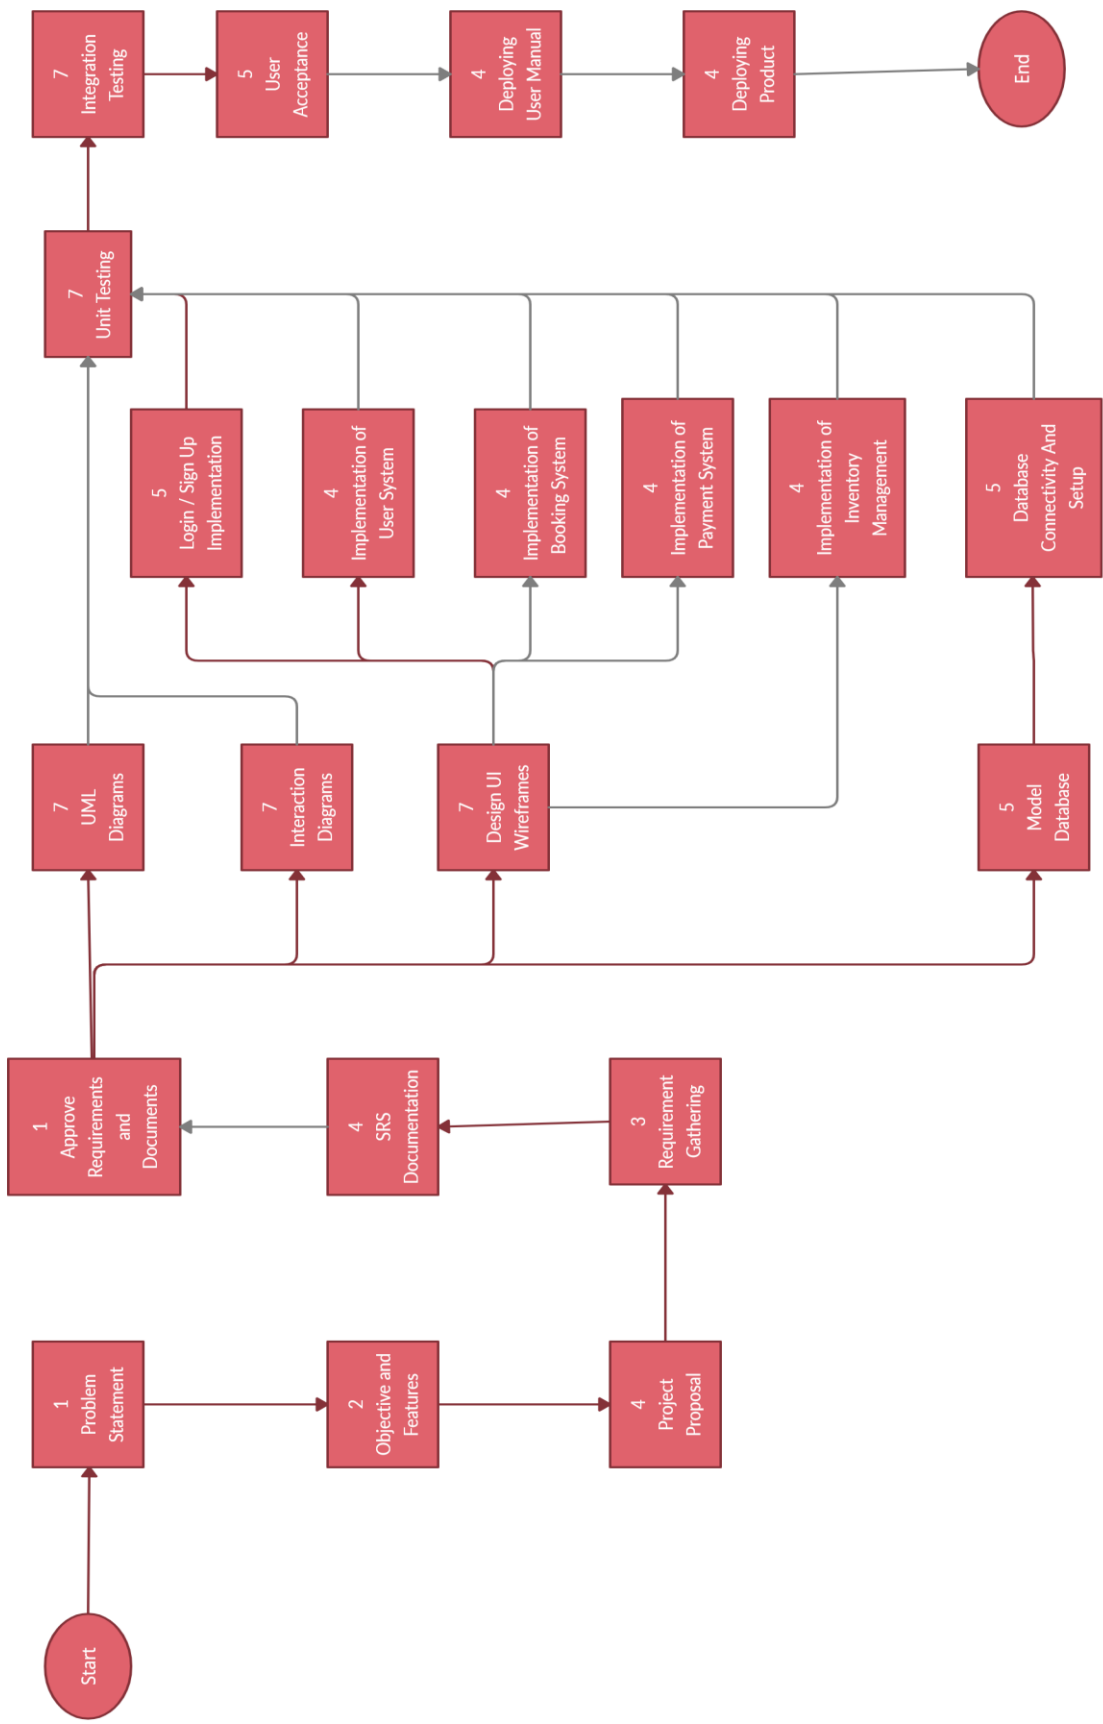 Start
1
Problem
Statement
2
Objective and
Features
4
Project
Proposal
1
Approve
Requirements
and
Documents
4
SRS
Documentation
3
Requirement
Gathering
7
UML
Diagrams
7
Interaction
Diagrams
7
Design UI
Wireframes
5
Model
Database
5
Login / Sign Up
Implementation
4
Implementation of
User System
4
Implementation of
Booking System
4
Implementation of
Payment System
4
Implementation of
Inventory
Management
5
Database
Connectivity And
Setup
7
Unit Testing
7
Integration
Testing
5
User
Acceptance
4
Deploying
User Manual
4
Deploying
Product
End